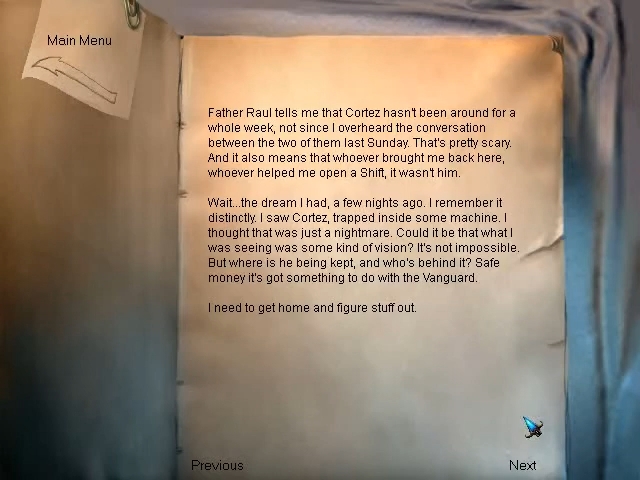 Main Menu
Father Raul tells me that Cortez hasn't been around for a
whole week, not since I overheard the conversation
between the two of them last Sunday. That's pretty scary.
And it also means that whoever brought me back here,
whoever helped me open a Shift, it wasn't him.
Wait...the dream I had, a few nights ago. I remember it
distinctly. I saw Cortez, trapped inside some machine. I
thought that was just a nightmare. Could it be that what I
was seeing was some kind of vision? It's not impossible.
But where is he being kept, and who's behind it? Safe
money it's got something to do with the Vanguard.
I need to get home and figure stuff out.
Previous
Next